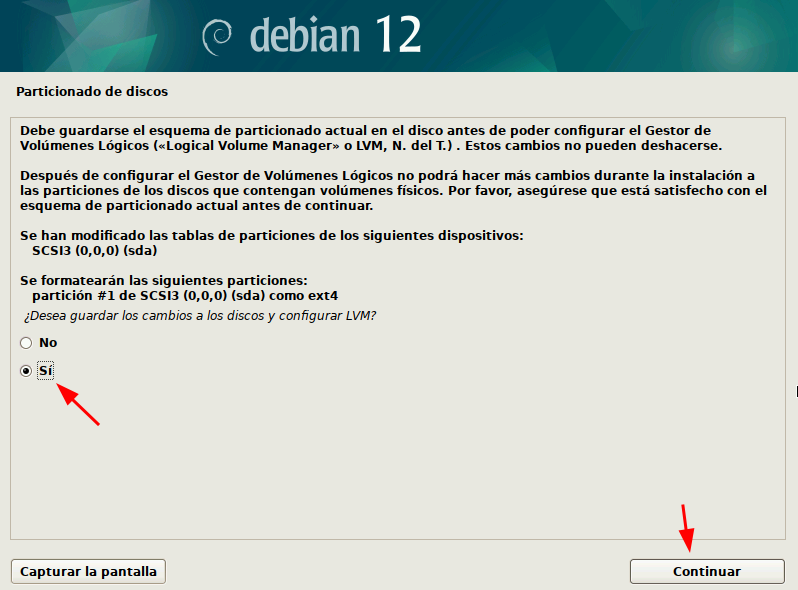 debian 12
Particionado de discos
Debe guardarse el esquema de particionado actual en el disco antes de poder configurar el Gestor de
Volúmenes Lógicos («Logical Volume Manager» o LVM, N. del T.) . Estos cambios no pueden deshacerse.
Después de configurar el Gestor de Volúmenes Lógicos no podrá hacer más cambios durante la instalación a
las particiones de los discos que contengan volúmenes físicos. Por favor, asegúrese que está satisfecho con el
esquema de particionado actual antes de continuar.
Se han modificado las tablas de particiones de los siguientes dispositivos:
SCSI3 (0,0,0) (sda)
Se formatearán las siguientes particiones:
partición #1 de SCSI3 (0,0,0) (sda) como ext4
¿Desea guardar los cambios a los discos y configurar LVM?
No
Sí
Capturar la pantalla
Continuar